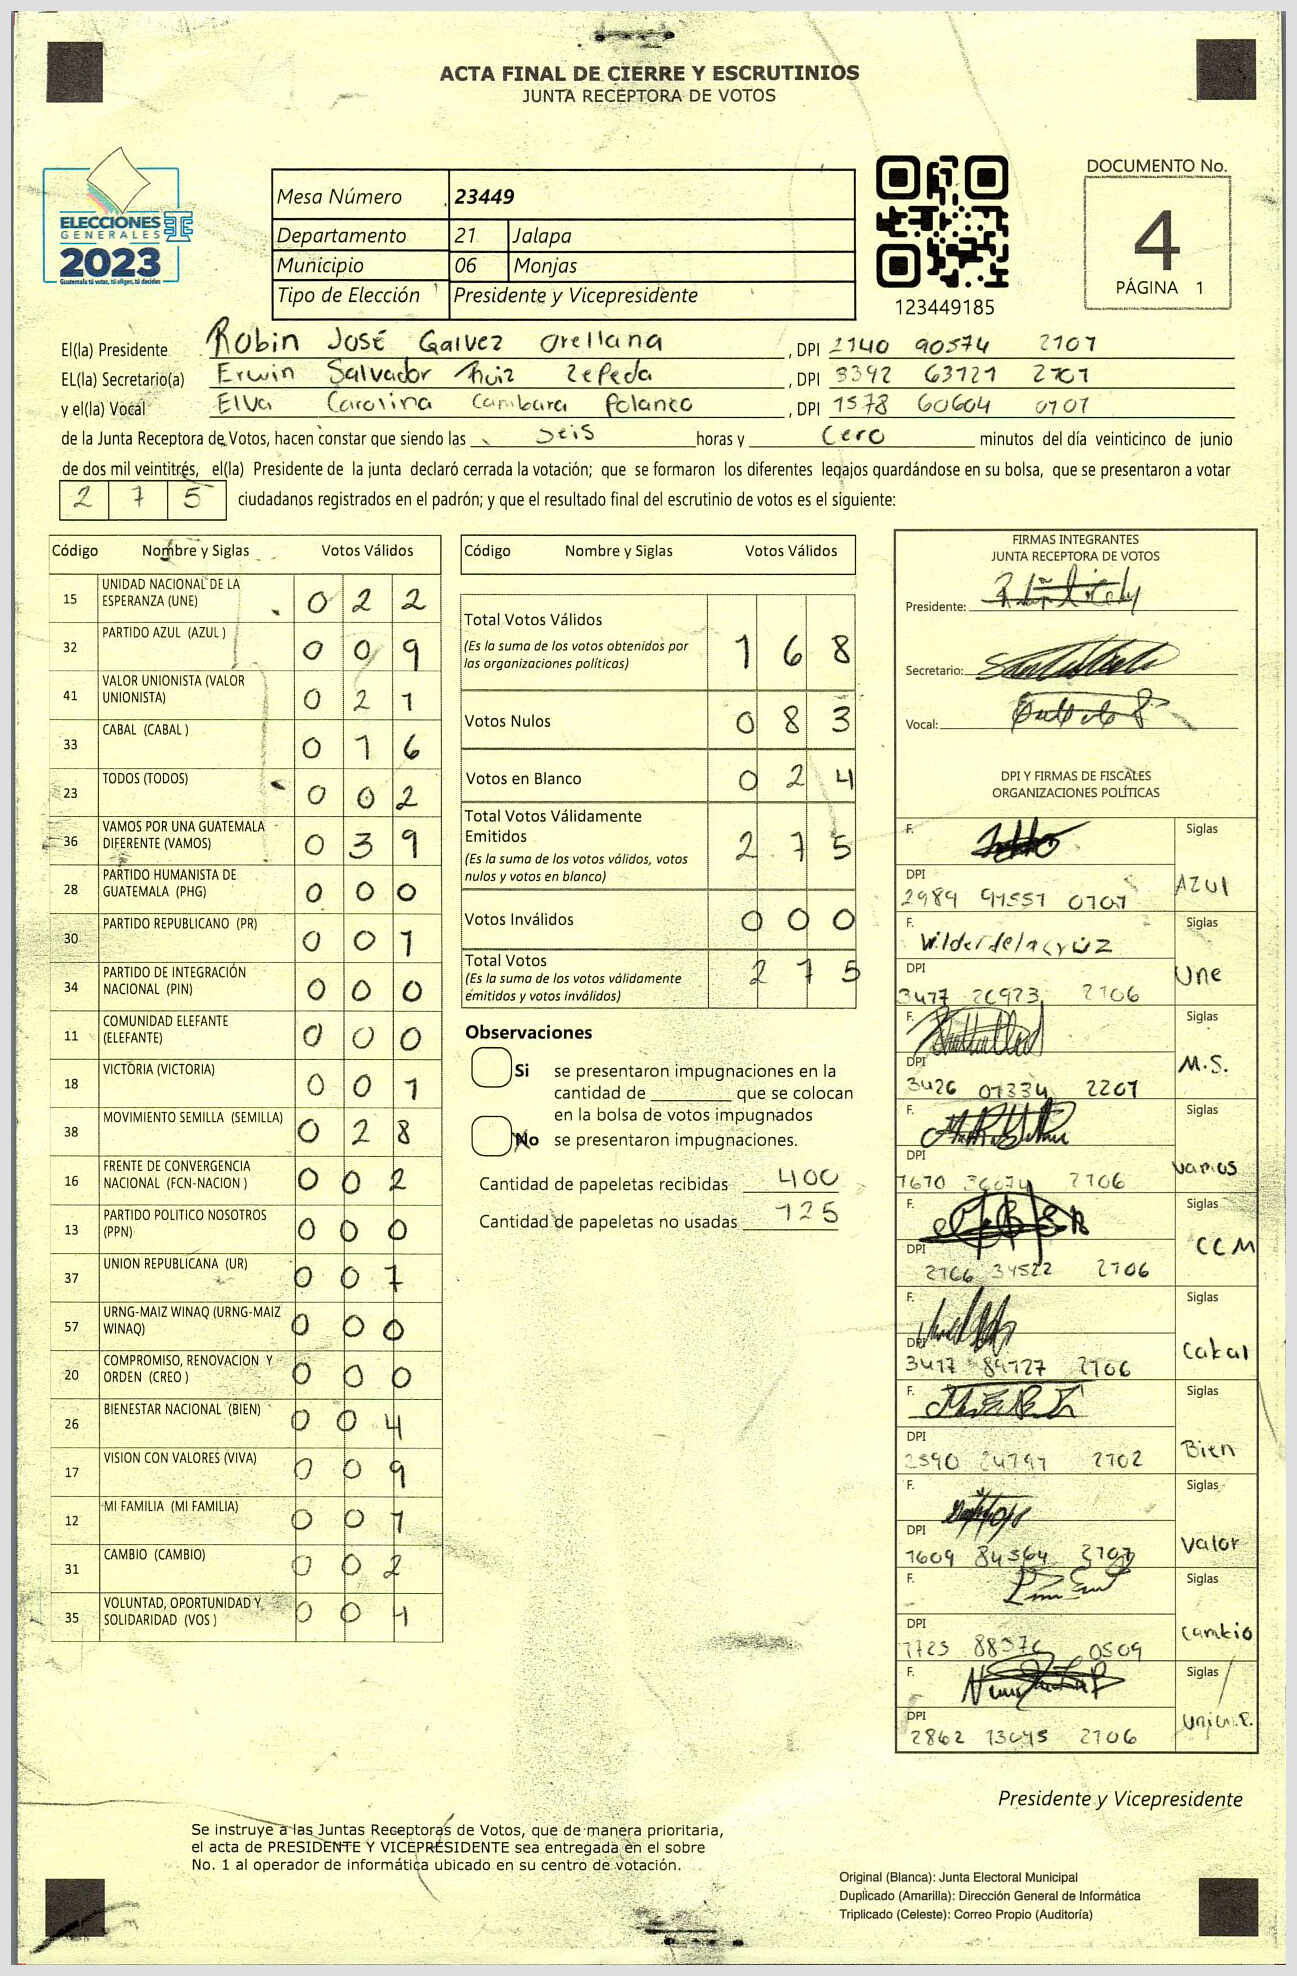 ACTA FINAL DE CIERRE Y ESCRUTINIOS
JUNTA RECEPTORA DE VOTOS
ELECCIONES
GENERALES
2023
Guatemala tú votas, tú eliges, tú decides
Mesa Número 23449
Departamento 21 Jalapa
Municipio 06 Monjas
Tipo de Elección Presidente y Vicepresidente
123449185
DOCUMENTO No.
4
PÁGINA 1
El(la) Presidente Robin José Galvez Orellana, DPI 2140 90574 2107
EL(la) Secretario(a) Erwin Salvador Zepeda, DPI 3392 63121 2101
y el(la) Vocal Elva Carolina Cambara Polanco, DPI 1578 60604 0101
de la Junta Receptora de Votos, hacen constar que siendo las seis horas y cero minutos del día veinticinco de junio
de dos mil veintitrés, el(la) Presidente de la junta declaró cerrada la votación; que se formaron los diferentes legajos guardándose en su bolsa, que se presentaron a votar
2 7 5 ciudadanos registrados en el padrón; y que el resultado final del escrutinio de votos es el siguiente:
Código Nombre y Siglas Votos Válidos
15 UNIDAD NACIONAL DE LA
ESPERANZA (UNE) 0 2 2
32 PARTIDO AZUL (AZUL ) 0 0 9
41 VALOR UNIONISTA (VALOR
UNIONISTA) 0 2 1
33 CABAL (CABAL ) 0 1 6
23 TODOS (TODOS) 0 0 2
36 VAMOS POR UNA GUATEMALA
DIFERENTE (VAMOS) 0 3 9
28 PARTIDO HUMANISTA DE
GUATEMALA (PHG) 0 0 0
30 PARTIDO REPUBLICANO (PR) 0 0 1
34 PARTIDO DE INTEGRACIÓN
NACIONAL (PIN) 0 0 0
11 COMUNIDAD ELEFANTE
(ELEFANTE) 0 0 0
18 VICTORIA (VICTORIA) 0 0 1
38 MOVIMIENTO SEMILLA (SEMILLA) 0 2 8
16 FRENTE DE CONVERGENCIA
NACIONAL (FCN-NACION ) 0 0 2
13 PARTIDO POLITICO NOSOTROS
(PPN) 0 0 0
37 UNION REPUBLICANA (UR) 0 0 7
57 URNG-MAIZ WINAQ (URNG-MAIZ
WINAQ) 0 0 0
20 COMPROMISO, RENOVACION Y
ORDEN (CREO ) 0 0 0
26 BIENESTAR NACIONAL (BIEN) 0 0 4
17 VISION CON VALORES (VIVA) 0 0 9
12 MI FAMILIA (MI FAMILIA) 0 0 1
31 CAMBIO (CAMBIO) 0 0 2
35 VOLUNTAD, OPORTUNIDAD Y
SOLIDARIDAD (VOS ) 0 0 4
Código Nombre y Siglas Votos Válidos
Total Votos Válidos
(Es la suma de los votos obtenidos por
las organizaciones políticas) 1 6 8
Votos Nulos 0 8 3
Votos en Blanco 0 2 4
Total Votos Válidamente
Emitidos
(Es la suma de los votos válidos, votos
nulos y votos en blanco) 2 7 5
Votos Inválidos 0 0 0
Total Votos
(Es la suma de los votos válidamente
emitidos y votos inválidos) 2 7 5
Observaciones
Si se presentaron impugnaciones en la
cantidad de ________ que se colocan
en la bolsa de votos impugnados
No se presentaron impugnaciones.
Cantidad de papeletas recibidas 400
Cantidad de papeletas no usadas 125
FIRMAS INTEGRANTES
JUNTA RECEPTORA DE VOTOS
Presidente:
Secretario:
Vocal:
DPI Y FIRMAS DE FISCALES
ORGANIZACIONES POLÍTICAS
F. Siglas
DPI AZUL
2989 91557 0707
F. Wilder de la cruz Siglas
DPI Une
3477 20923 2106
F. Siglas
DPI M.S.
3426 07334 2207
F. Siglas
DPI Vamos
1670 2106
F. Siglas
DPI CCM
2166 34522 2106
F. Siglas
DPI Cabal
3417 84127 2106
F. Siglas
DPI Bien
2590 24791 2102
F. Siglas
DPI Valor
1609 84564
F. Siglas
DPI Cambio
1723 0509
F. Siglas
DPI
2862 13045 2106
Presidente y Vicepresidente
Se instruye a las Juntas Receptoras de Votos, que de manera prioritaria,
el acta de PRESIDENTE Y VICEPRESIDENTE sea entregada en el sobre
No. 1 al operador de informática ubicado en su centro de votación.
Original (Blanca): Junta Electoral Municipal
Duplicado (Amarilla): Dirección General de Informática
Triplicado (Celeste): Correo Propio (Auditoría)